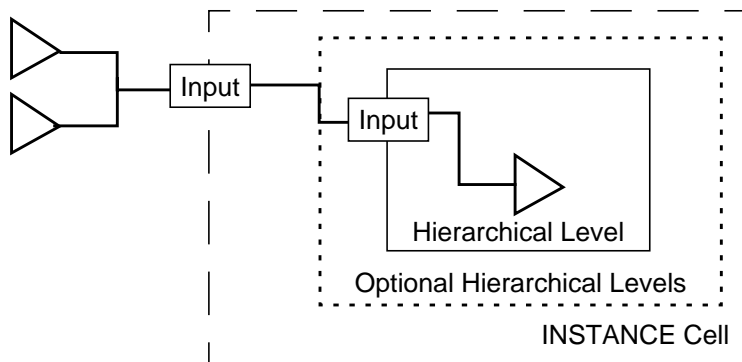 Input
Input
Hierarchical Level
Optional Hierarchical Levels
INSTANCE Cell